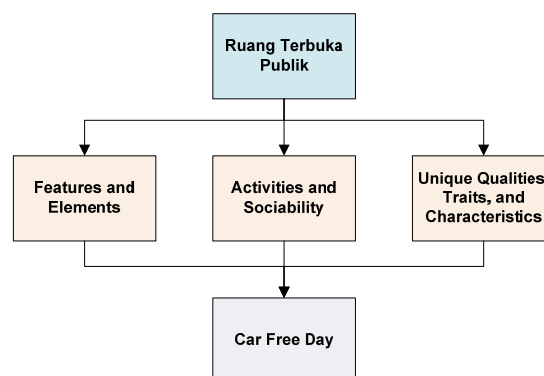 Ruang Terbuka
Publik
Features and
Elements
Activities and
Sociability
Unique Qualities,
Traits, and
Characteristics
Car Free Day